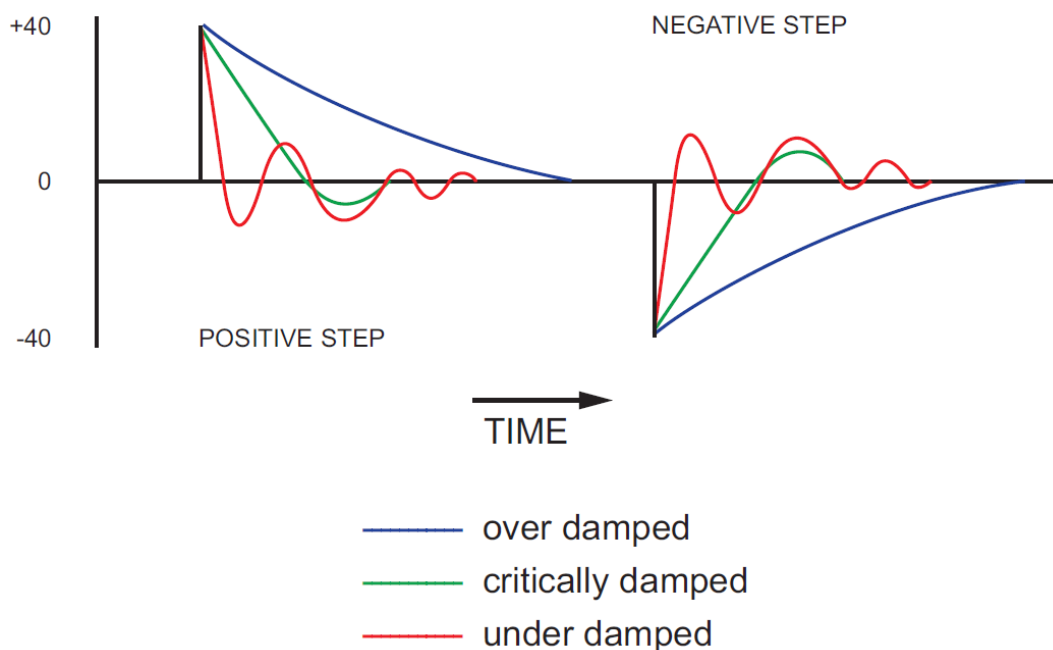 +40
NEGATIVE STEP
0
-40
POSITIVE STEP
TIME
over damped
critically damped
under damped